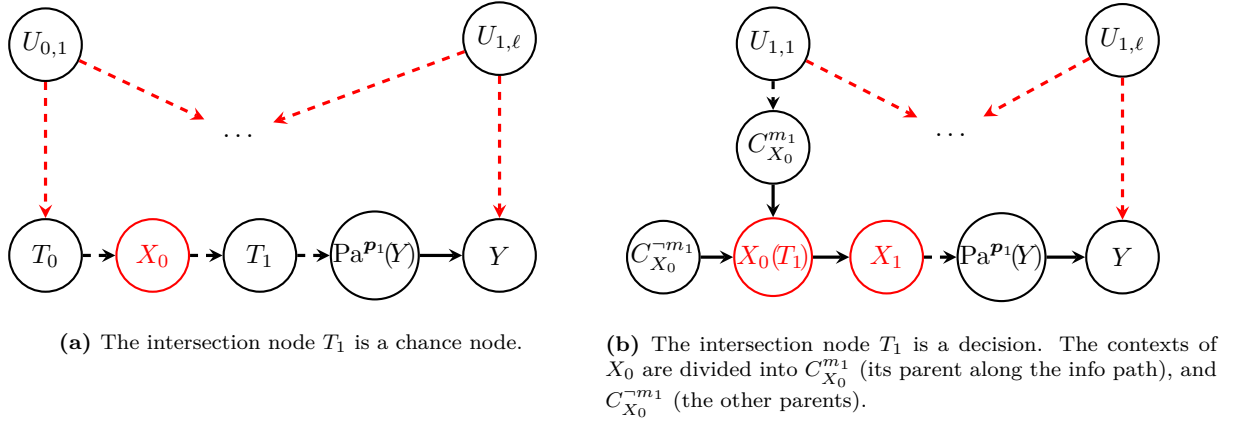 U_{0,1} U_{1,ℓ} U_{1,1} U_{1,ℓ}
... ...
C^{m_1}_{X_0}
T_0 X_0 T_1 Pa^{p_1}(Y) Y C^{¬m_1}_{X_0} X_0(T_1) X_1 Pa^{p_1}(Y) Y
(a) The intersection node T_1 is a chance node.
(b) The intersection node T_1 is a decision. The contexts of
X_0 are divided into C^{m_1}_{X_0} (its parent along the info path), and
C^{¬m_1}_{X_0} (the other parents).